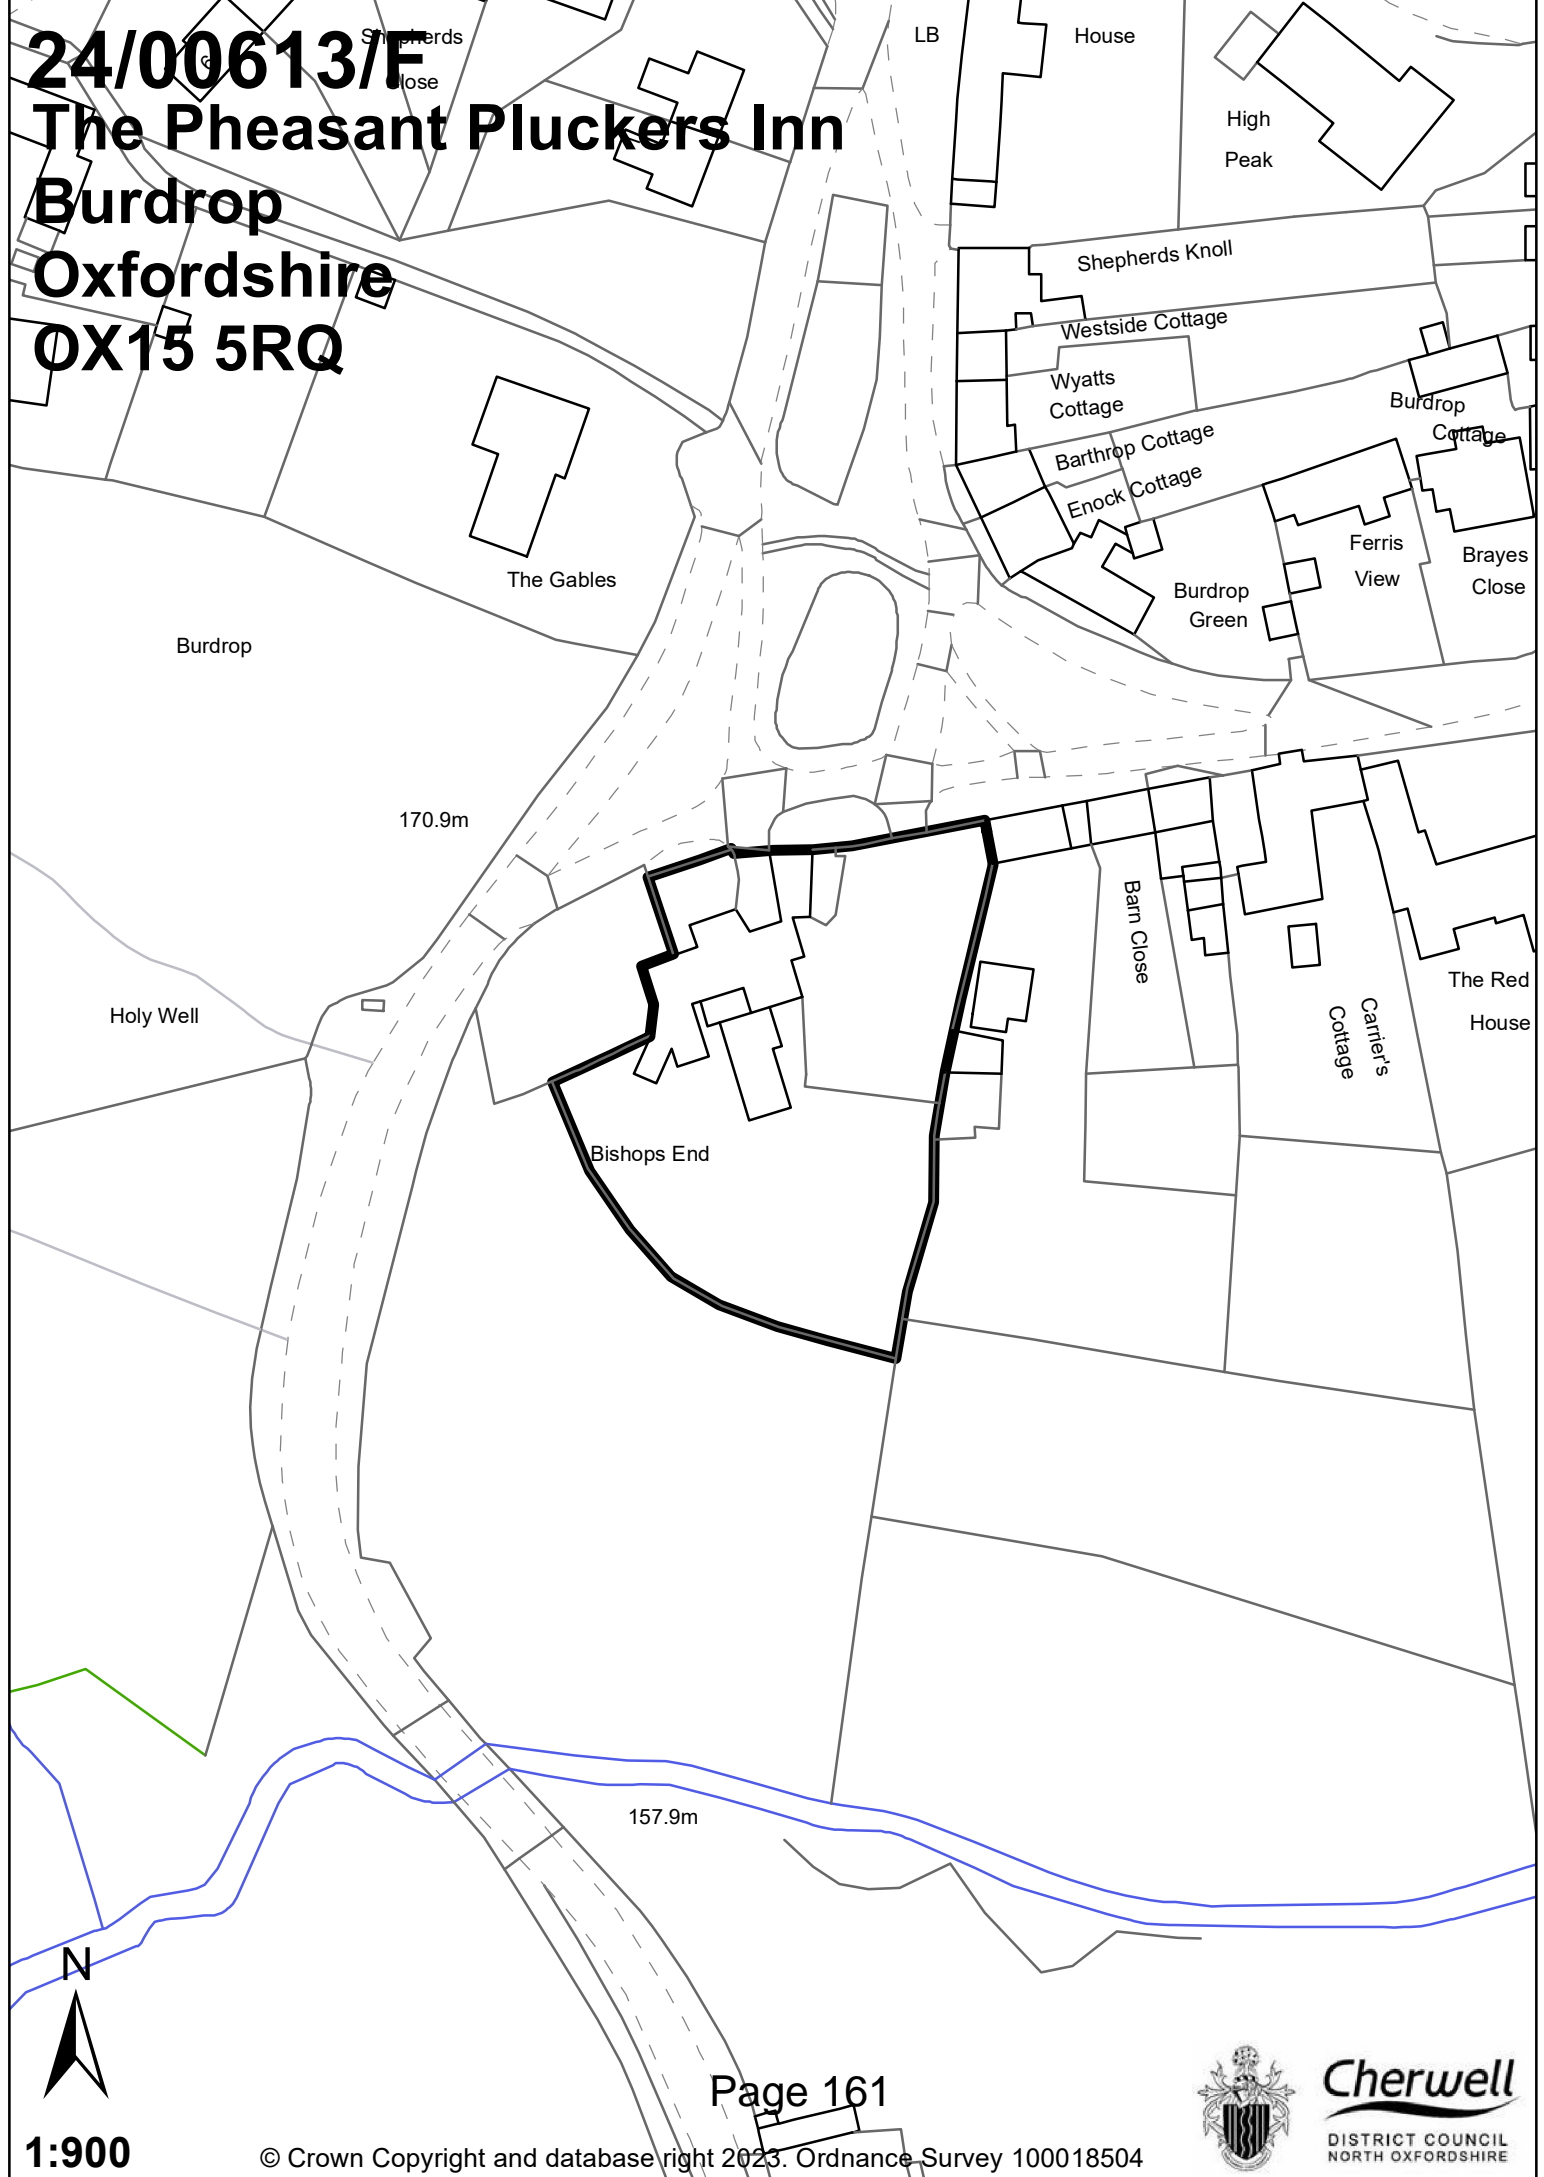 24/00613/F
The Pheasant Pluckers Inn
Burdrop
Oxfordshire
OX15 5RQ
Shepherds
Close
LB
House
High
Peak
Shepherds Knoll
Westside Cottage
Wyatts
Cottage
Barthrop Cottage
Enock Cottage
Burdrop
Cottage
Ferris
View
Brayes
Close
Burdrop
Green
The Gables
Burdrop
170.9m
Holy Well
Barn Close
Carrier's
Cottage
The Red
House
Bishops End
157.9m
N
Page 161
1:900
© Crown Copyright and database right 2023. Ordnance Survey 100018504
Cherwell
DISTRICT COUNCIL
NORTH OXFORDSHIRE